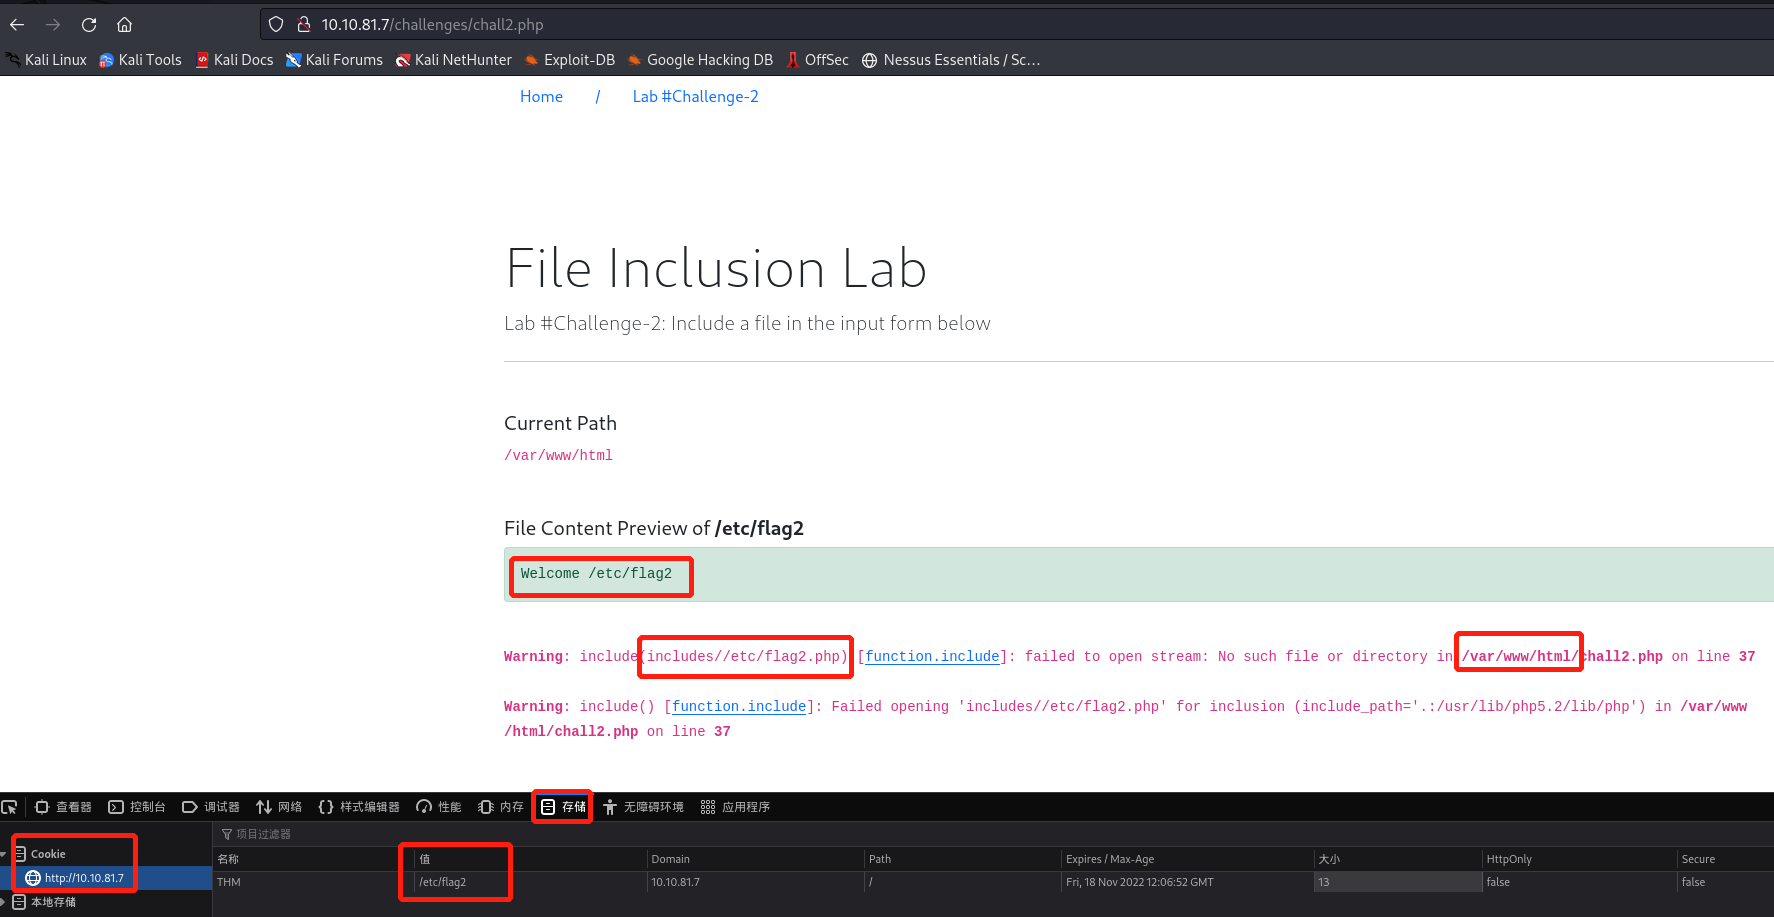 10.10.81.7/challenges/chall2.php
Kali Linux Kali Tools Kali Docs Kali Forums Kali NetHunter Exploit-DB Google Hacking DB OffSec Nessus Essentials / Sc...
Home / Lab #Challenge-2
File Inclusion Lab
Lab #Challenge-2: Include a file in the input form below
Current Path
/var/www/html
File Content Preview of /etc/flag2
Welcome /etc/flag2
Warning: include(includes//etc/flag2.php) [function.include]: failed to open stream: No such file or directory in /var/www/html/chall2.php on line 37
Warning: include() [function.include]: Failed opening 'includes//etc/flag2.php' for inclusion (include_path='.:/usr/lib/php5.2/lib/php') in /var/www
/html/chall2.php on line 37
查看器 控制台 调试器 网络 样式编辑器 性能 内存 存储 无障碍环境 应用程序
项目过滤器
Cookie
http://10.10.81.7
本地存储
名称 值 Domain Path Expires / Max-Age 大小 HttpOnly Secure
THM /etc/flag2 10.10.81.7 / Fri, 18 Nov 2022 12:06:52 GMT 13 false false